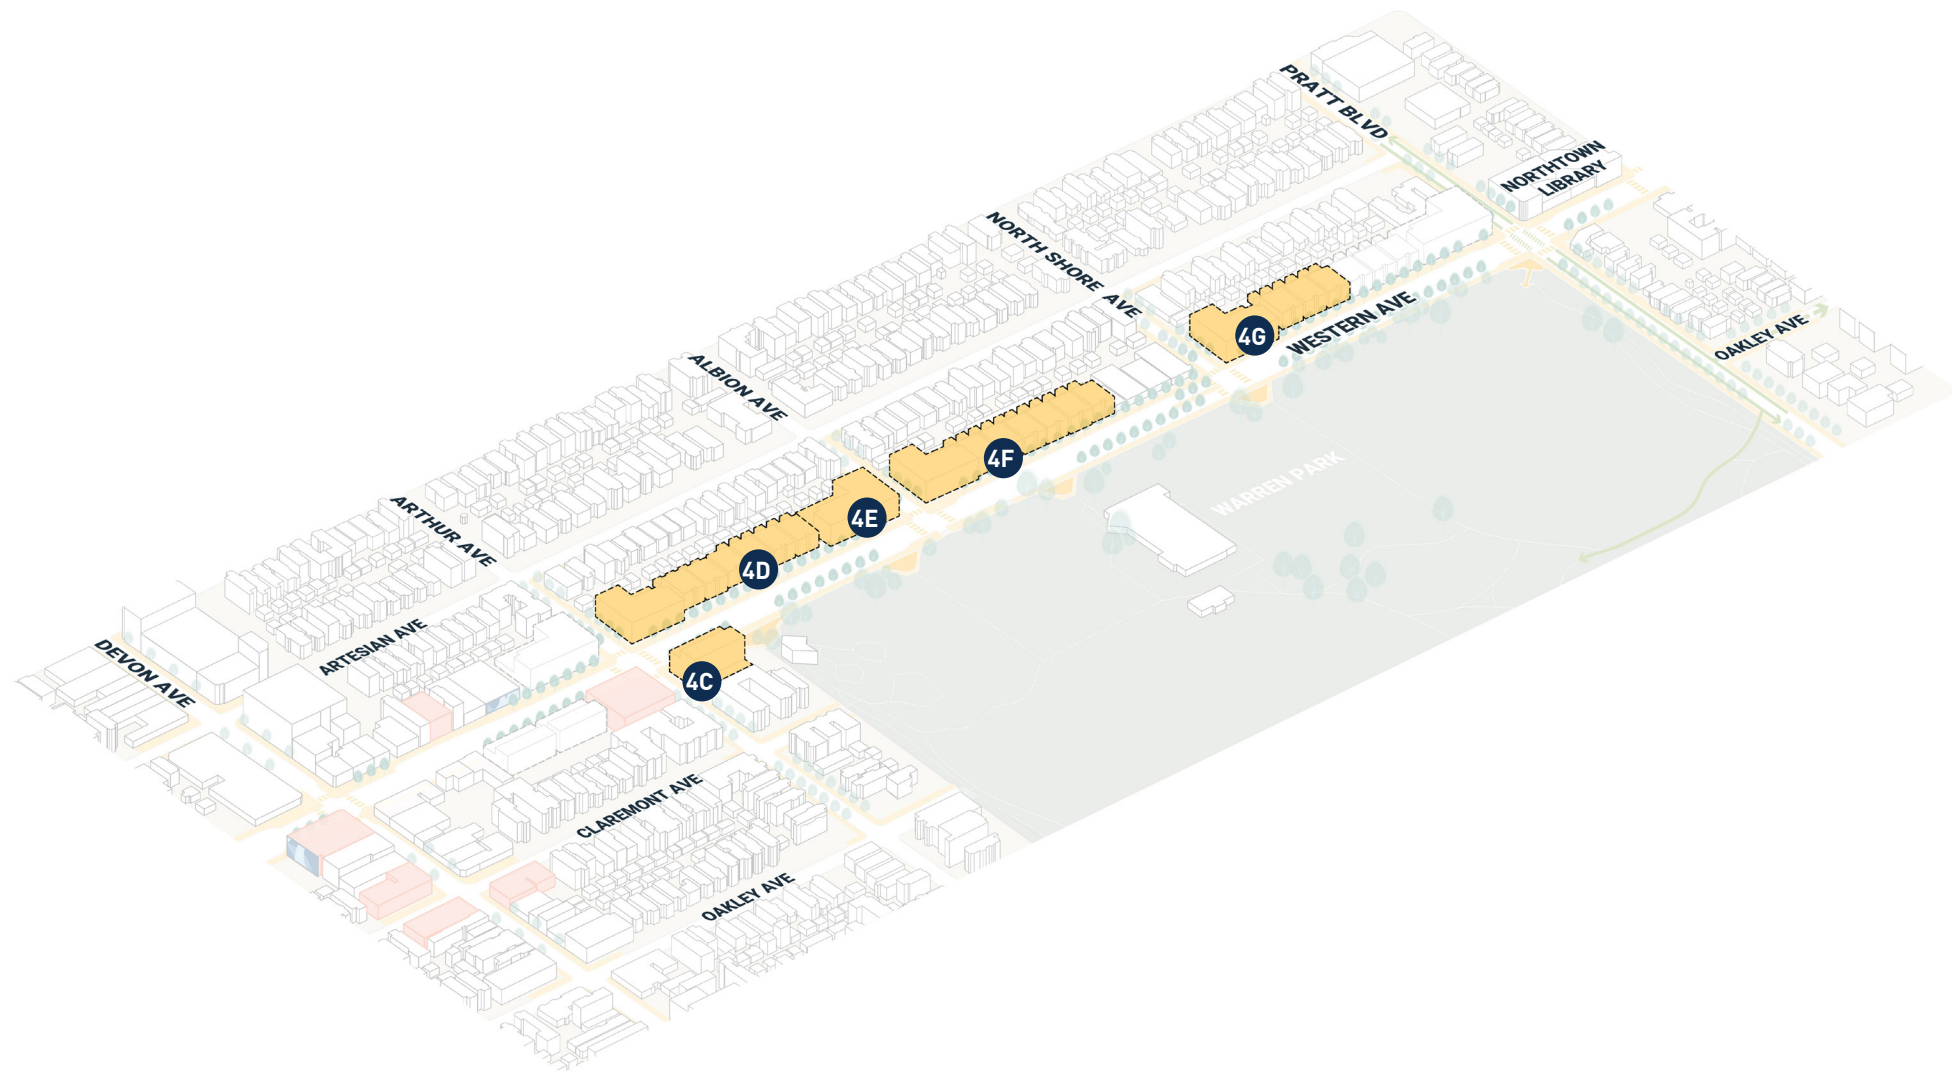 PRATT BLVD
NORTHTOWN
LIBRARY
NORTH SHORE AVE
4G
WESTERN AVE
OAKLEY AVE
ALBION AVE
4F
WARREN PARK
ARTHUR AVE
4E
4D
ARTESIAN AVE
DEVON AVE
4C
CLAREMONT AVE
OAKLEY AVE